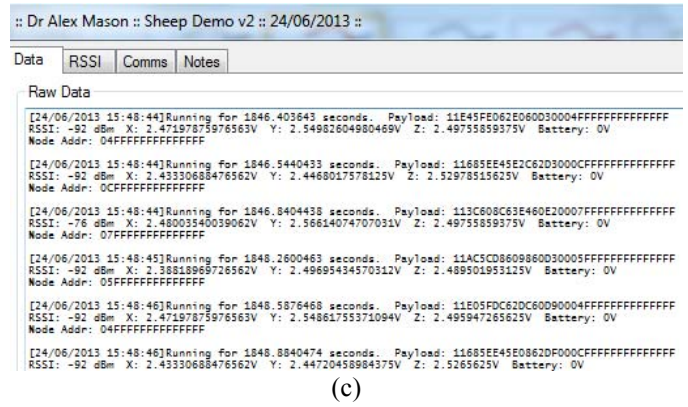 :: Dr Alex Mason :: Sheep Demo v2 :: 24/06/2013 ::
Data RSSI Comms Notes
Raw Data
[24/06/2013 15:48:44]Running for 1846.403643 seconds. Payload: 11E45FE062E060D30004FFFFFFFFFFFFFF
RSSI: -92 dBm X: 2.47197875976563V Y: 2.54982604980469V Z: 2.49755859375V Battery: 0V
Node Addr: 04FFFFFFFFFFFFFF
[24/06/2013 15:48:44]Running for 1846.5440433 seconds. Payload: 11685EE45E2C62D3000CFFFFFFFFFFFFFF
RSSI: -92 dBm X: 2.43330688476562V Y: 2.4468017578125V Z: 2.52978515625V Battery: 0V
Node Addr: 0CFFFFFFFFFFFFFF
[24/06/2013 15:48:44]Running for 1846.8404438 seconds. Payload: 113C608C63E460E20007FFFFFFFFFFFFFF
RSSI: -76 dBm X: 2.48003540039062V Y: 2.56614074707031V Z: 2.49755859375V Battery: 0V
Node Addr: 07FFFFFFFFFFFFFF
[24/06/2013 15:48:45]Running for 1848.2600463 seconds. Payload: 11AC5CD8609860D30005FFFFFFFFFFFFFF
RSSI: -92 dBm X: 2.38818969726562V Y: 2.49695434570312V Z: 2.489501953125V Battery: 0V
Node Addr: 05FFFFFFFFFFFFFF
[24/06/2013 15:48:46]Running for 1848.5876468 seconds. Payload: 11E05FDC62DC60D90004FFFFFFFFFFFFFF
RSSI: -92 dBm X: 2.47197875976563V Y: 2.54861755371094V Z: 2.495947265625V Battery: 0V
Node Addr: 04FFFFFFFFFFFFFF
[24/06/2013 15:48:46]Running for 1848.8840474 seconds. Payload: 11685EE45E0862DF000CFFFFFFFFFFFFFF
RSSI: -92 dBm X: 2.43330688476562V Y: 2.44720458984375V Z: 2.5265625V Battery: 0V
(c)